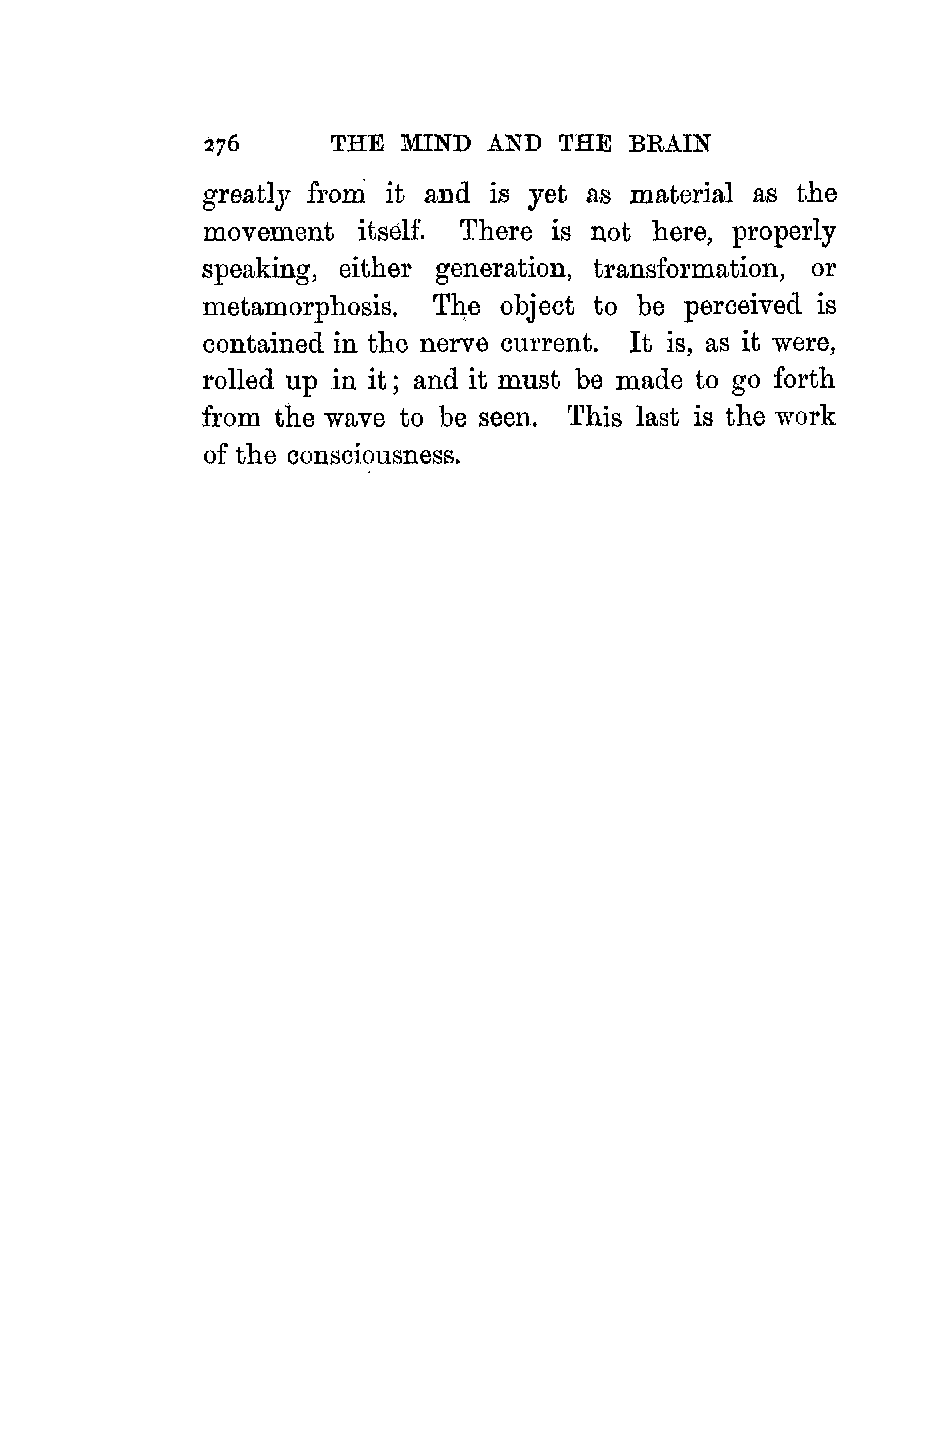 276 THE MIND AND THE BRAIN
greatly from it and is yet as material as the
movement itself. There is not here, properly
speaking, either generation, transformation, or
metamorphosis. The object to be perceived is
contained in the nerve current. It is, as it were,
rolled up in it; and it must be made to go forth
from the wave to be seen. This last is the work
of the consciousness.